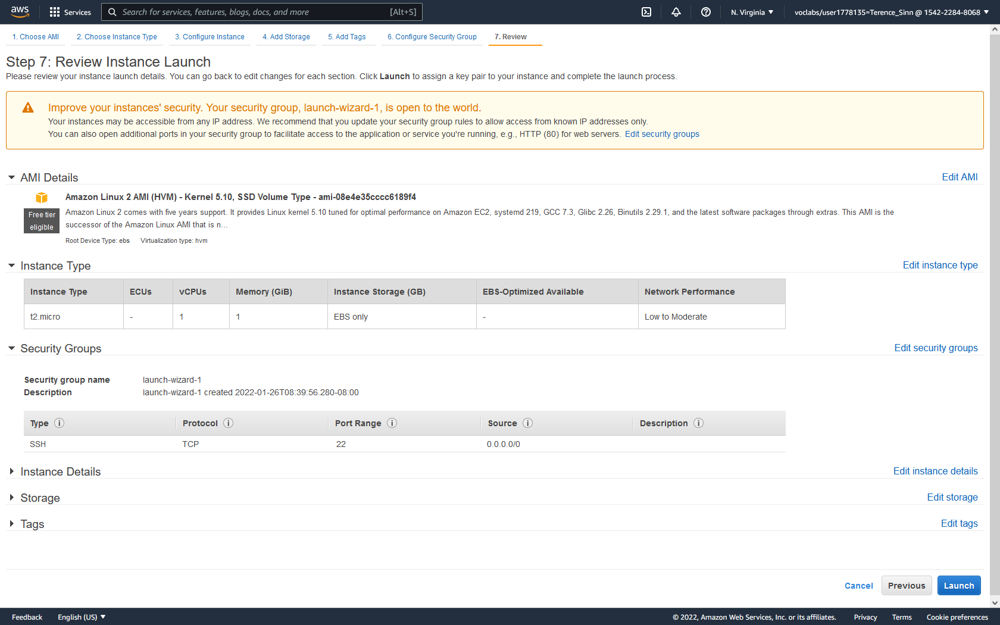 aws Services Search for services, features, blogs, docs, and more [Alt+S] N. Virginia voclabs/user1778135=Terence_Sinn @ 1542-2284-8068
1. Choose AMI 2. Choose Instance Type 3. Configure Instance 4. Add Storage 5. Add Tags 6. Configure Security Group 7. Review
Step 7: Review Instance Launch
Please review your instance launch details. You can go back to edit changes for each section. Click Launch to assign a key pair to your instance and complete the launch process.
Improve your instances' security. Your security group, launch-wizard-1, is open to the world.
Your instances may be accessible from any IP address. We recommend that you update your security group rules to allow access from known IP addresses only.
You can also open additional ports in your security group to facilitate access to the application or service you're running, e.g., HTTP (80) for web servers. Edit security groups
AMI Details Edit AMI
Amazon Linux 2 AMI (HVM) - Kernel 5.10, SSD Volume Type - ami-08e4e35cccc6189f4
Free tier eligible
Amazon Linux 2 comes with five years support. It provides Linux kernel 5.10 tuned for optimal performance on Amazon EC2, systemd 219, GCC 7.3, Glibc 2.26, Binutils 2.29.1, and the latest software packages through extras. This AMI is the
successor of the Amazon Linux AMI that is n...
Root Device Type: ebs Virtualization type: hvm
Instance Type Edit instance type
Instance Type ECUs vCPUs Memory (GiB) Instance Storage (GB) EBS-Optimized Available Network Performance
t2.micro - 1 1 EBS only - Low to Moderate
Security Groups Edit security groups
Security group name launch-wizard-1
Description launch-wizard-1 created 2022-01-26T08:39:56.280-08:00
Type Protocol Port Range Source Description
SSH TCP 22 0.0.0.0/0
Instance Details Edit instance details
Storage Edit storage
Tags Edit tags
Cancel Previous Launch
Feedback English (US) © 2022, Amazon Web Services, Inc. or its affiliates. Privacy Terms Cookie preferences